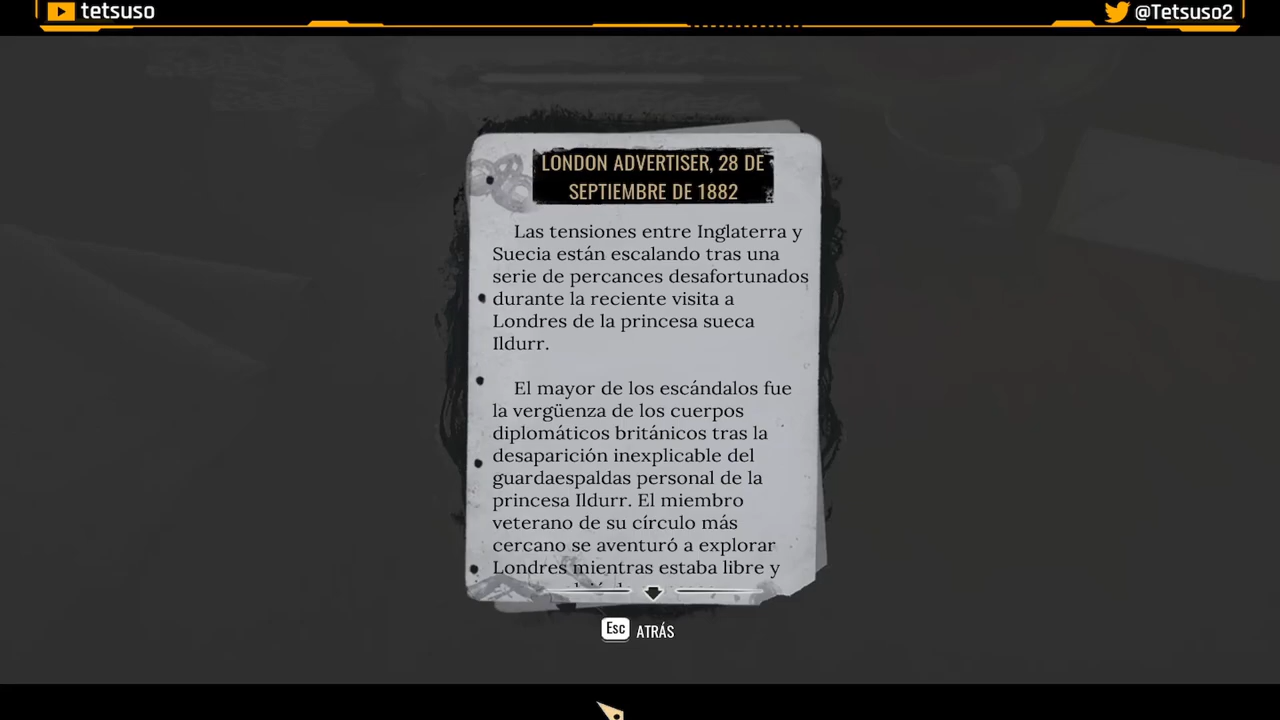 tetsuso
@Tetsuso2
LONDON ADVERTISER, 28 DE
SEPTIEMBRE DE 1882
Las tensiones entre Inglaterra y
Suecia están escalando tras una
serie de percances desafortunados
durante la reciente visita a
Londres de la princesa sueca
Ildurr.
El mayor de los escándalos fue
la vergüenza de los cuerpos
diplomáticos británicos tras la
desaparición inexplicable del
guardaespaldas personal de la
princesa Ildurr. El miembro
veterano de su círculo más
cercano se aventuró a explorar
Londres mientras estaba libre y
Esc ATRÁS